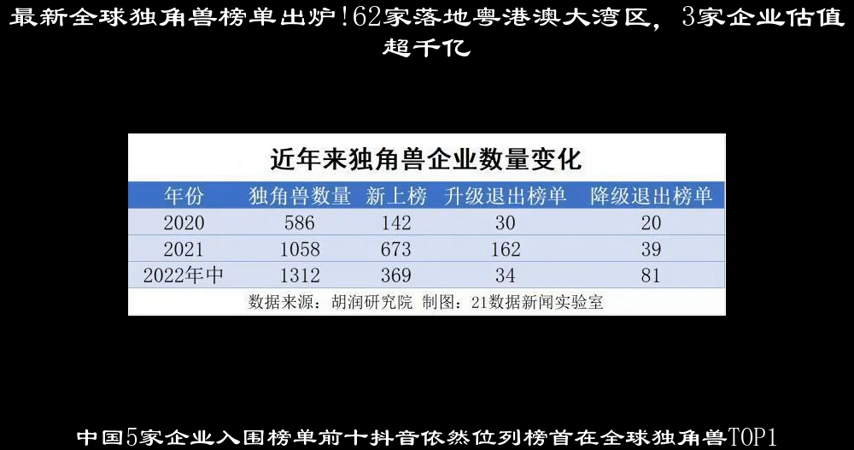 最新全球独角兽榜单出炉!62家落地粤港澳大湾区，3家企业估值
超千亿
近年来独角兽企业数量变化
年份 独角兽数量 新上榜 升级退出榜单 降级退出榜单
2020 586 142 30 20
2021 1058 673 162 39
2022年中 1312 369 34 81
数据来源：胡润研究院 制图：21数据新闻实验室
中国5家企业入围榜单前十抖音依然位列榜首在全球独角兽TOP1